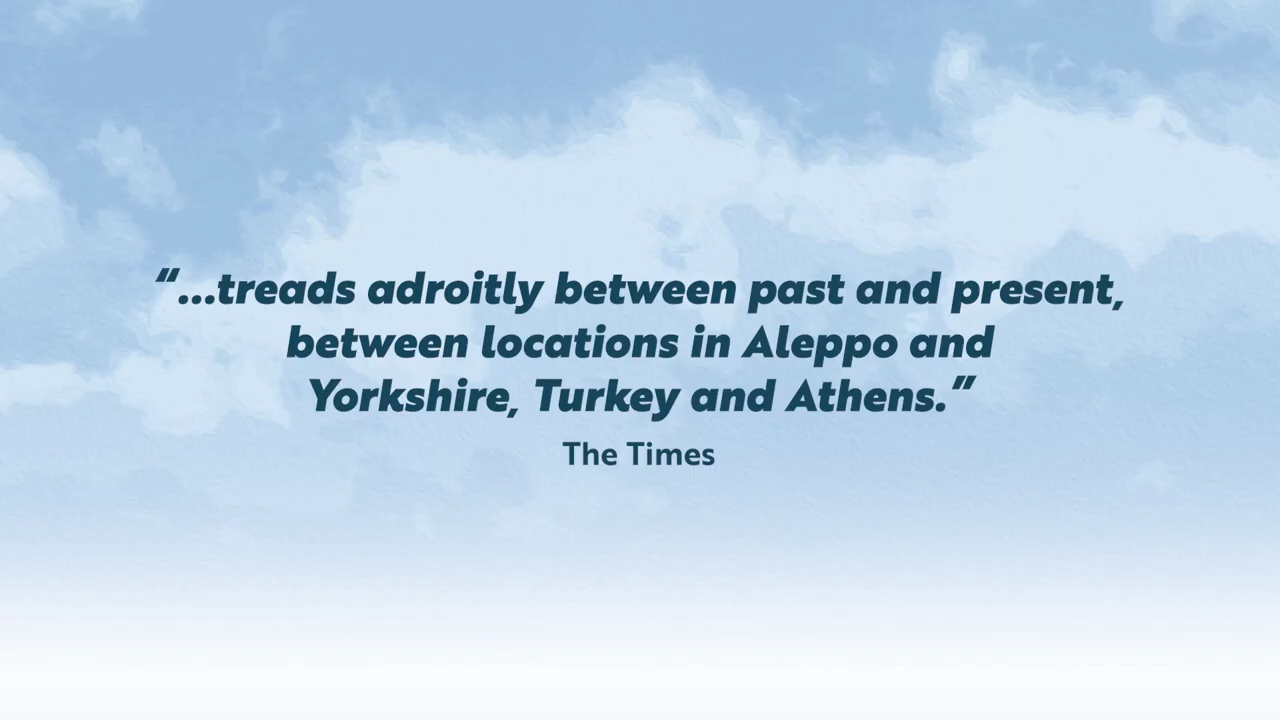 “...treads adroitly between past and present,
between locations in Aleppo and
Yorkshire, Turkey and Athens.”
The Times